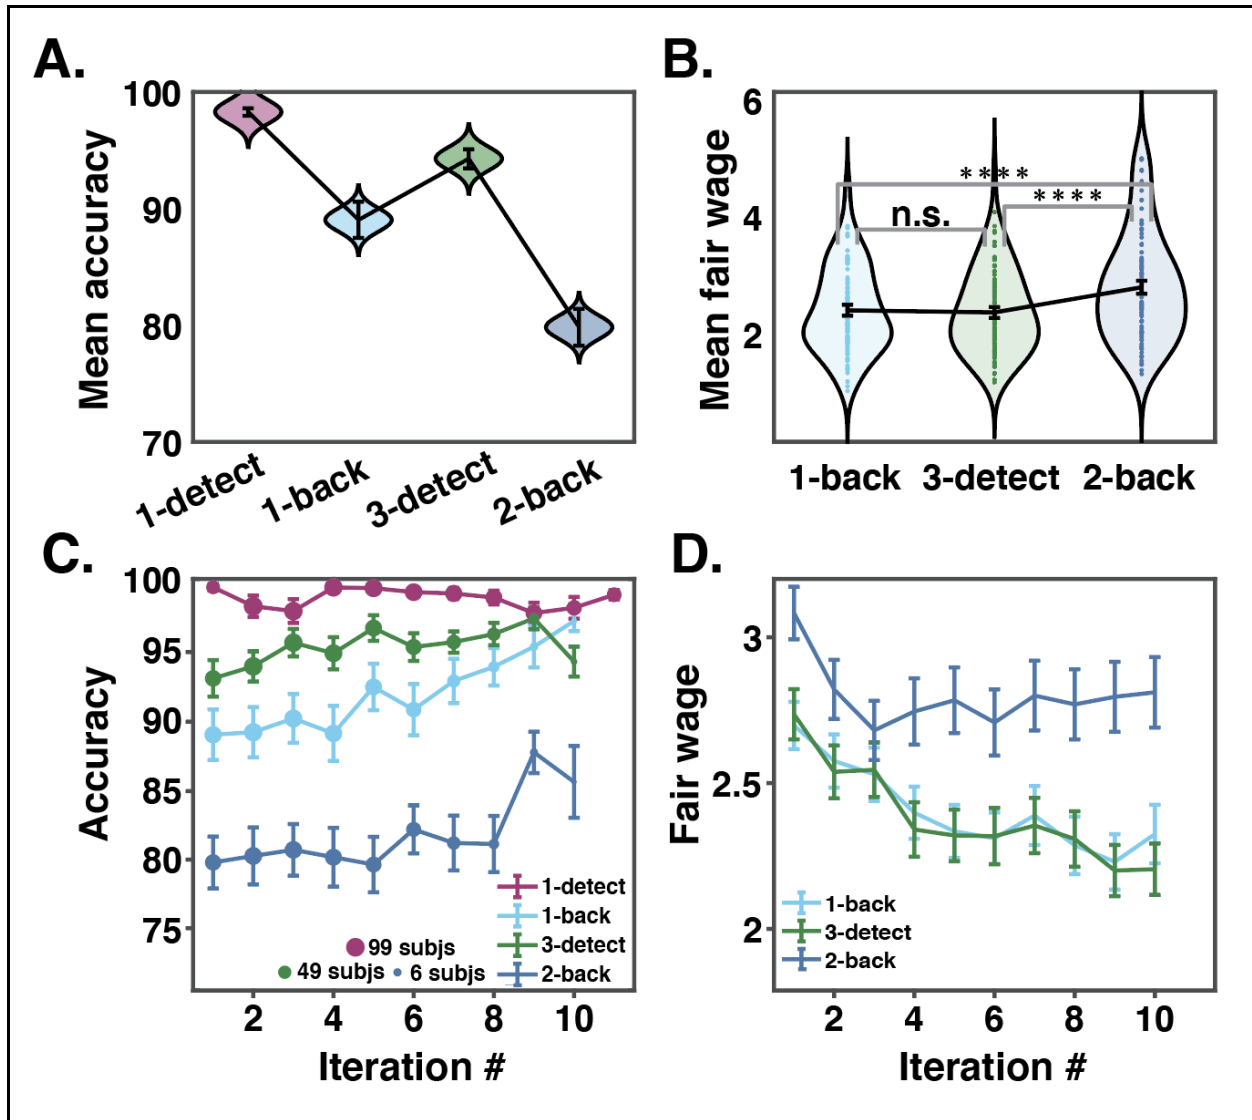 A.
Mean accuracy
100
90
80
70
1-detect
1-back
3-detect
2-back
B.
Mean fair wage
6
4
2
****
****
n.s.
1-back 3-detect 2-back
C.
Accuracy
100
95
90
85
80
75
1-detect
1-back
3-detect
2-back
99 subjs
49 subjs 6 subjs
2 4 6 8 10
Iteration #
D.
Fair wage
3
2.5
2
1-back
3-detect
2-back
2 4 6 8 10
Iteration #